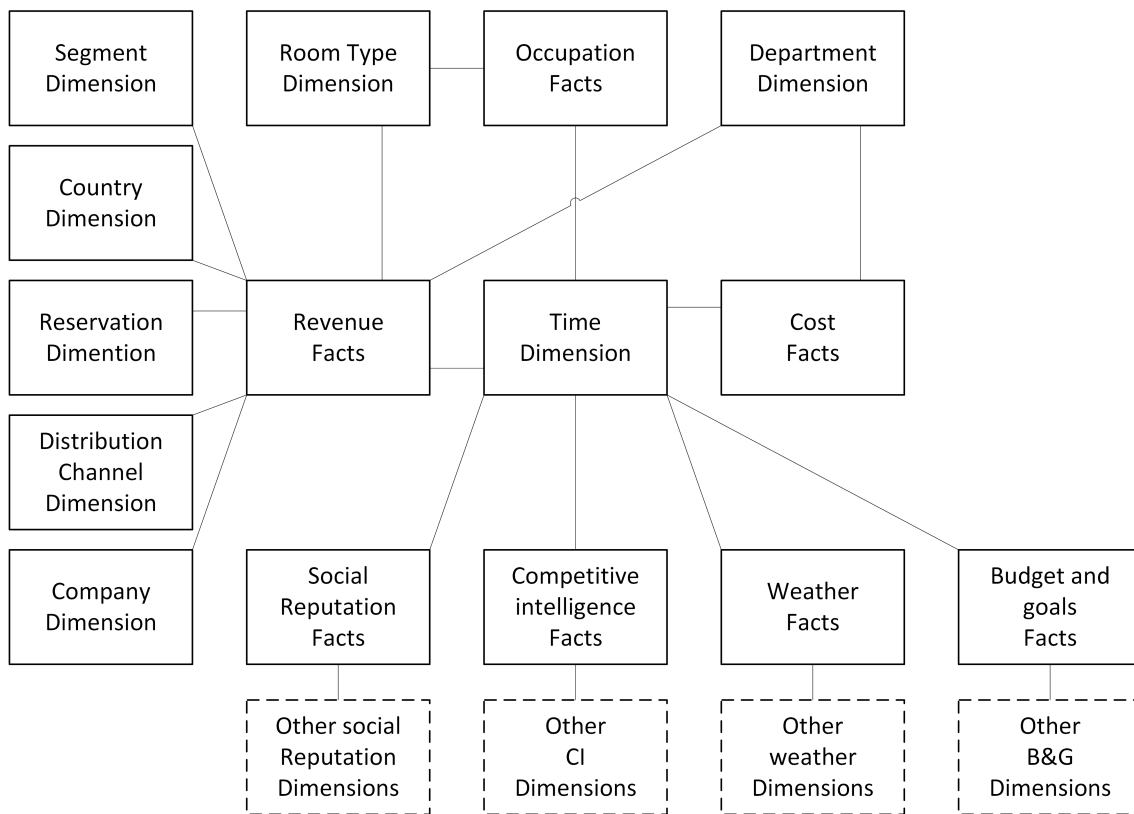 Segment
Dimension
Room Type
Dimension
Occupation
Facts
Department
Dimension
Country
Dimension
Reservation
Dimention
Revenue
Facts
Time
Dimension
Cost
Facts
Distribution
Channel
Dimension
Company
Dimension
Social
Reputation
Facts
Competitive
intelligence
Facts
Weather
Facts
Budget and
goals
Facts
Other social
Reputation
Dimensions
Other
CI
Dimensions
Other
weather
Dimensions
Other
B&G
Dimensions